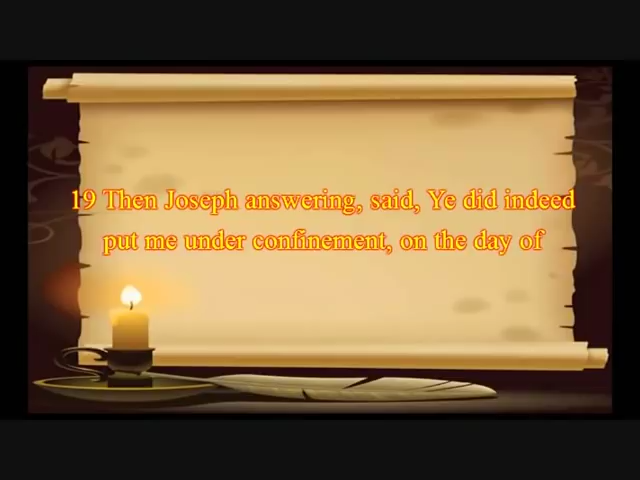 19 Then Joseph answering, said, Ye did indeed
put me under confinement, on the day of